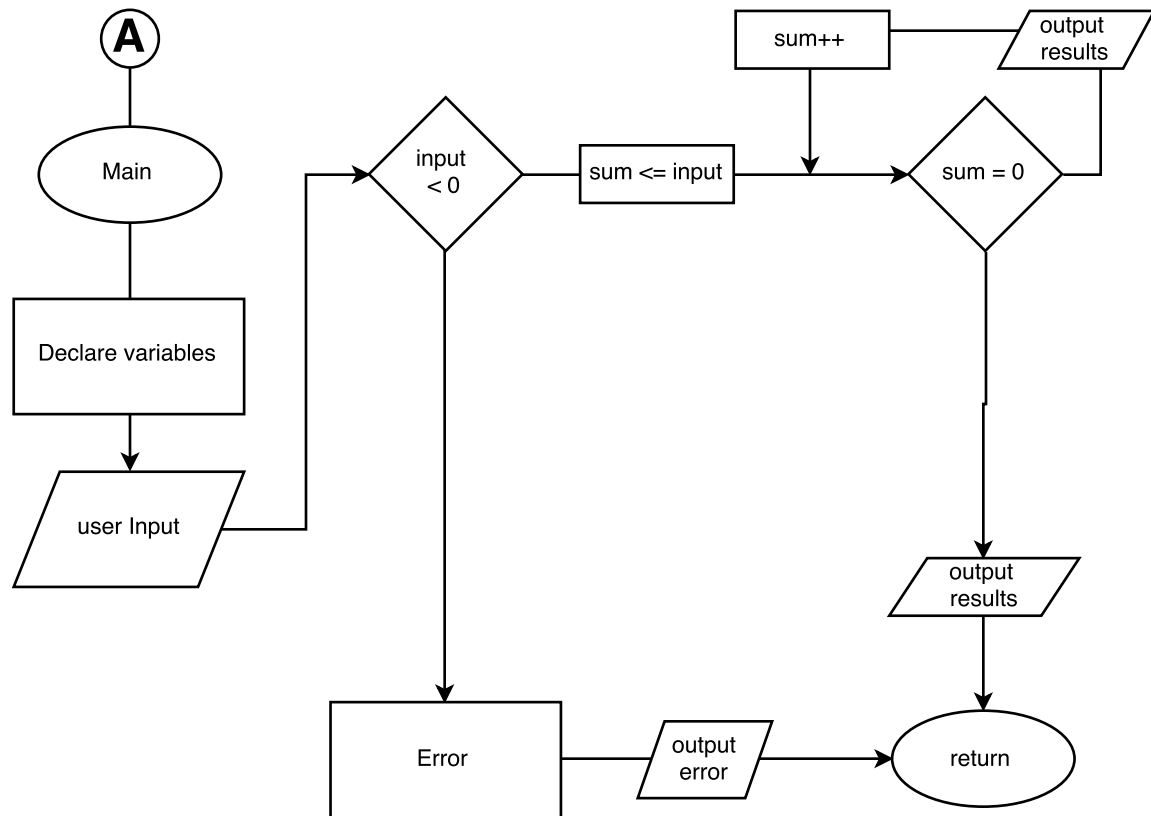 A
Main
Declare variables
user Input
input
< 0
sum <= input
sum++
output
results
sum = 0
output
results
Error
output
error
return